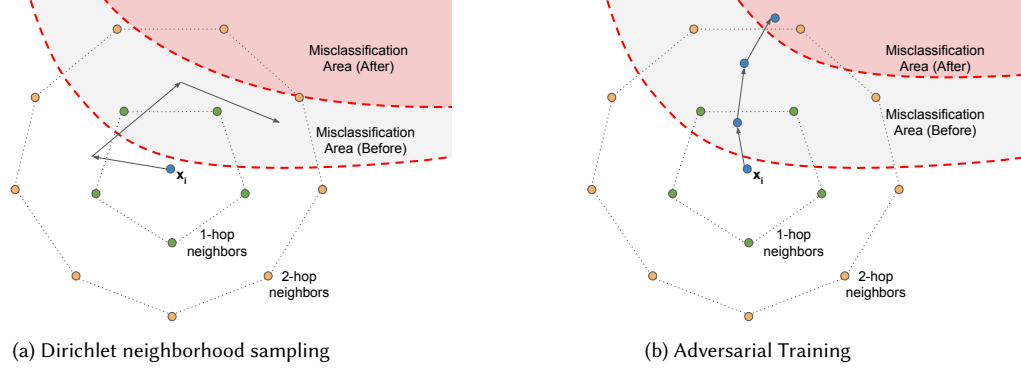 Misclassification
Area (After)
Misclassification
Area (Before)
x_i
1-hop
neighbors
2-hop
neighbors
(a) Dirichlet neighborhood sampling
Misclassification
Area (After)
Misclassification
Area (Before)
x_i
1-hop
neighbors
2-hop
neighbors
(b) Adversarial Training